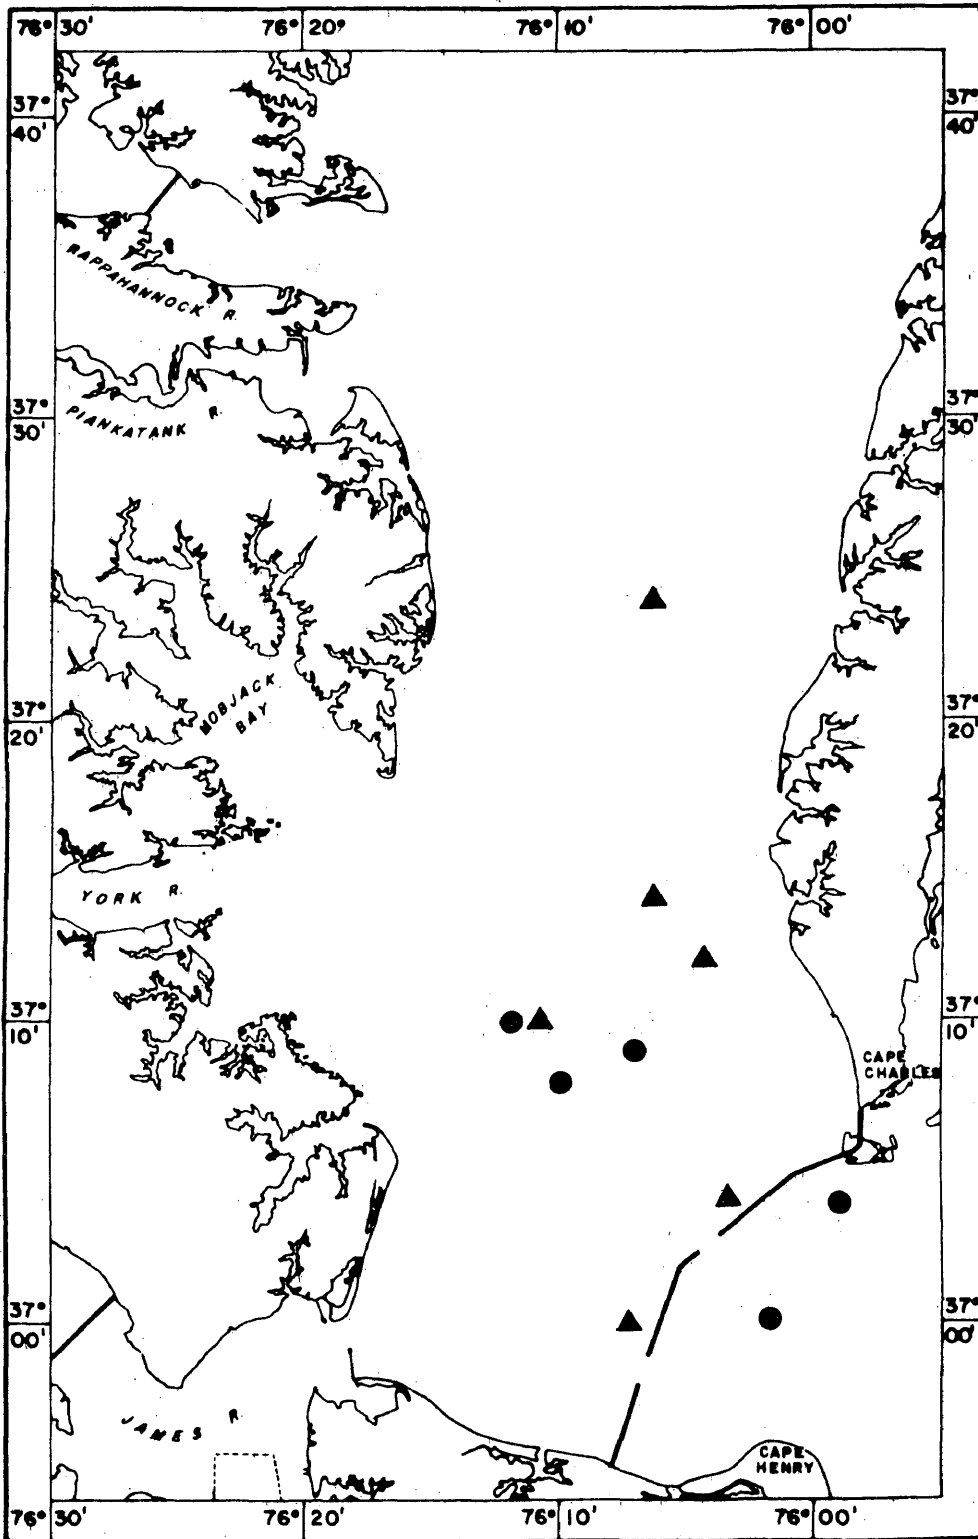 76°30' 76°20' 76°10' 76°00'
37° 37°
40' 40'
RAPPAHANNOCK R.
37° 37°
30' 30'
PIANKATANK R.
37° 37°
20' 20'
MOBJACK
BAY
YORK R.
37° 37°
10' 10'
CAPE
CHARLES
37° 37°
00' 00'
JAMES R.
CAPE
HENRY
76°30' 76°20' 76°10' 76°00'